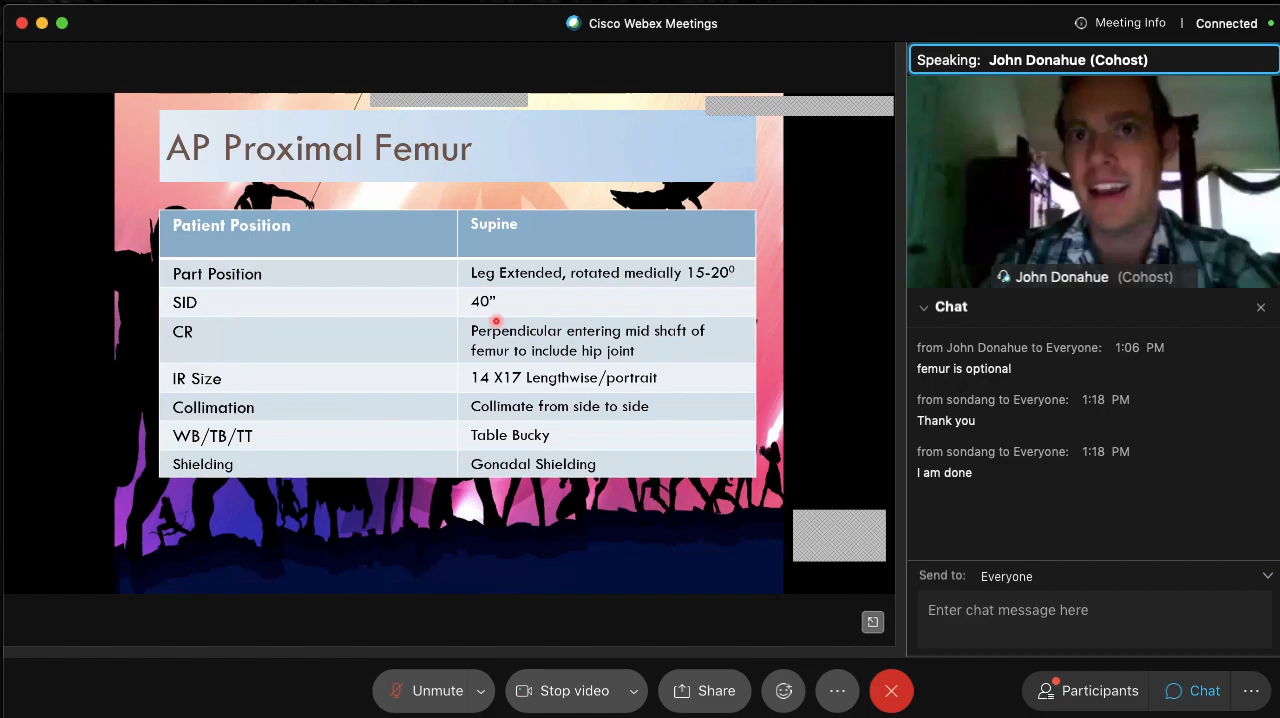 Cisco Webex Meetings
Meeting Info | Connected
AP Proximal Femur
Patient Position Supine
Part Position Leg Extended, rotated medially 15-20⁰
SID 40”
CR Perpendicular entering mid shaft of
femur to include hip joint
IR Size 14 X17 Lengthwise/portrait
Collimation Collimate from side to side
WB/TB/TT Table Bucky
Shielding Gonadal Shielding
Speaking: John Donahue (Cohost)
John Donahue (Cohost)
Chat
from John Donahue to Everyone: 1:06 PM
femur is optional
from sondang to Everyone: 1:18 PM
Thank you
from sondang to Everyone: 1:18 PM
I am done
Send to: Everyone
Enter chat message here
Unmute Stop video Share Participants Chat